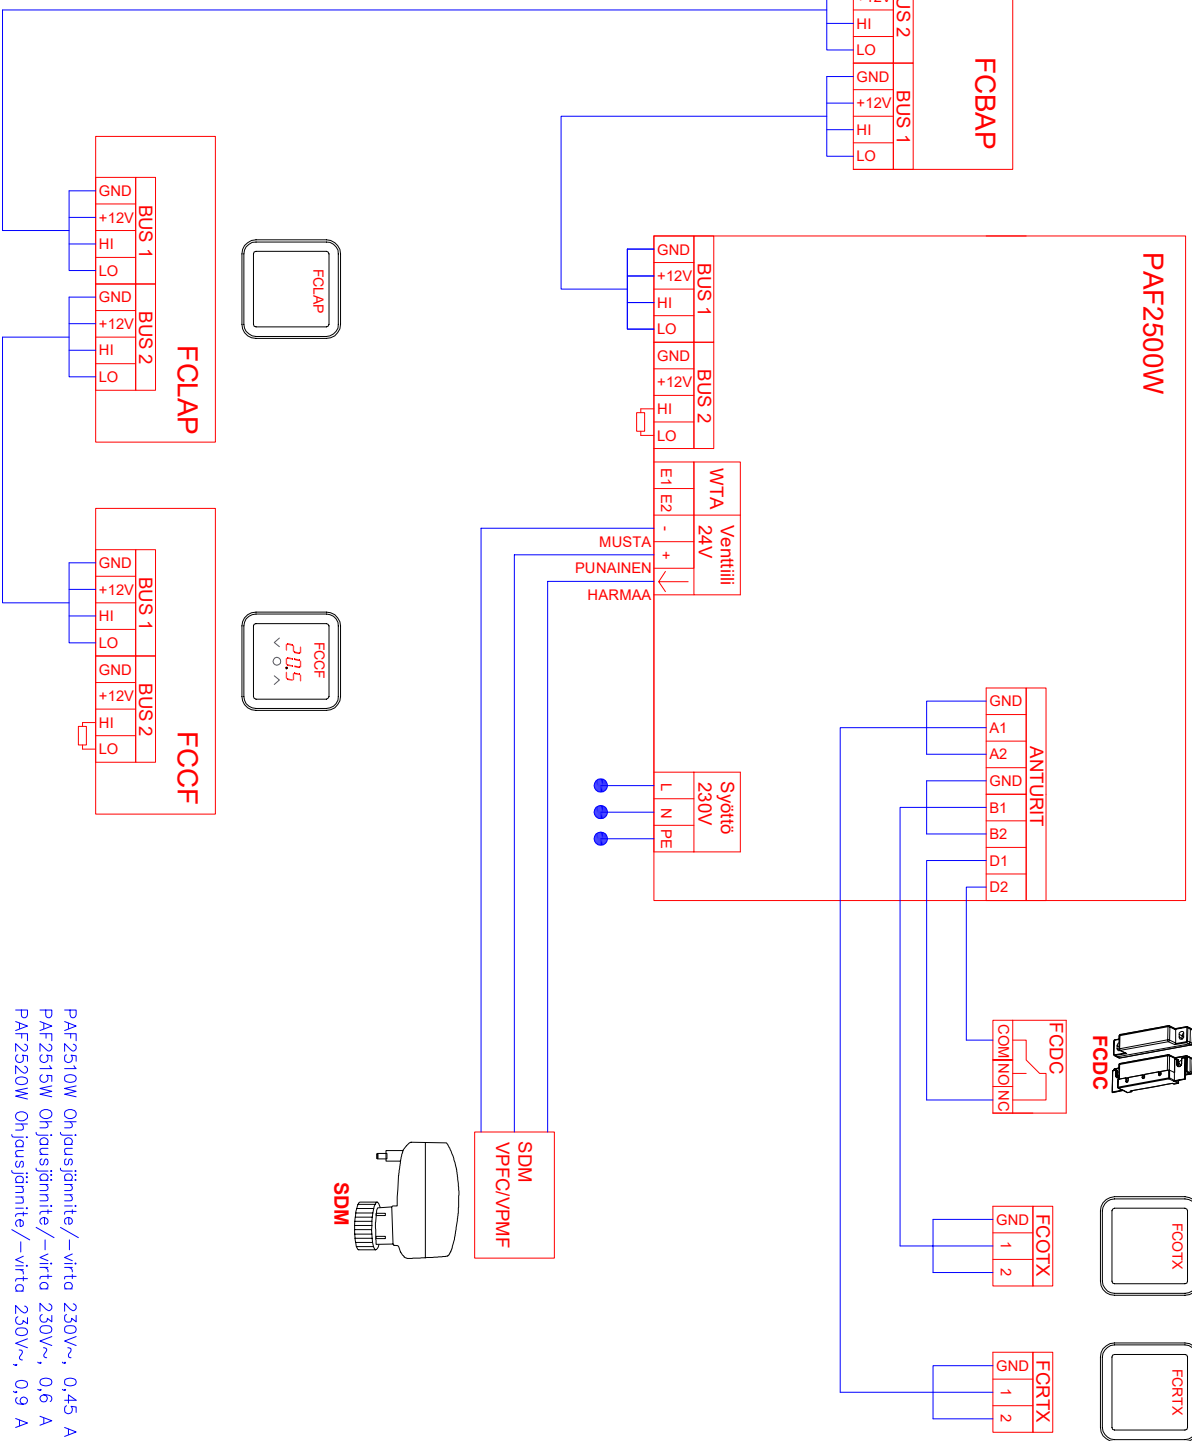 +12V
HI
LO
BUS 2
GND
+12V
HI
LO
BUS 1
FCBAP
PAF2500W
GND
+12V
HI
LO
BUS 1
GND
+12V
HI
LO
BUS 2
E1
E2
WTA
-
+
Venttiili
24V
MUSTA
PUNAINEN
HARMAA
L
N
PE
Syöttö
230V
GND
A1
A2
GND
B1
B2
D1
D2
ANTURIT
GND
+12V
HI
LO
BUS 1
GND
+12V
HI
LO
BUS 2
FCLAP
FCLAP
GND
+12V
HI
LO
BUS 1
GND
+12V
HI
LO
BUS 2
FCCF
FCCF
20.5
FCDC
COM
NO
NC
FCDC
FCOTX
GND
1
2
FCOTX
FCRTX
GND
1
2
FCRTX
SDM
VPFC/VPMF
SDM
PAF2510W Ohjausjännite/-virta 230V~, 0,45 A
PAF2515W Ohjausjännite/-virta 230V~, 0,6 A
PAF2520W Ohjausjännite/-virta 230V~, 0,9 A